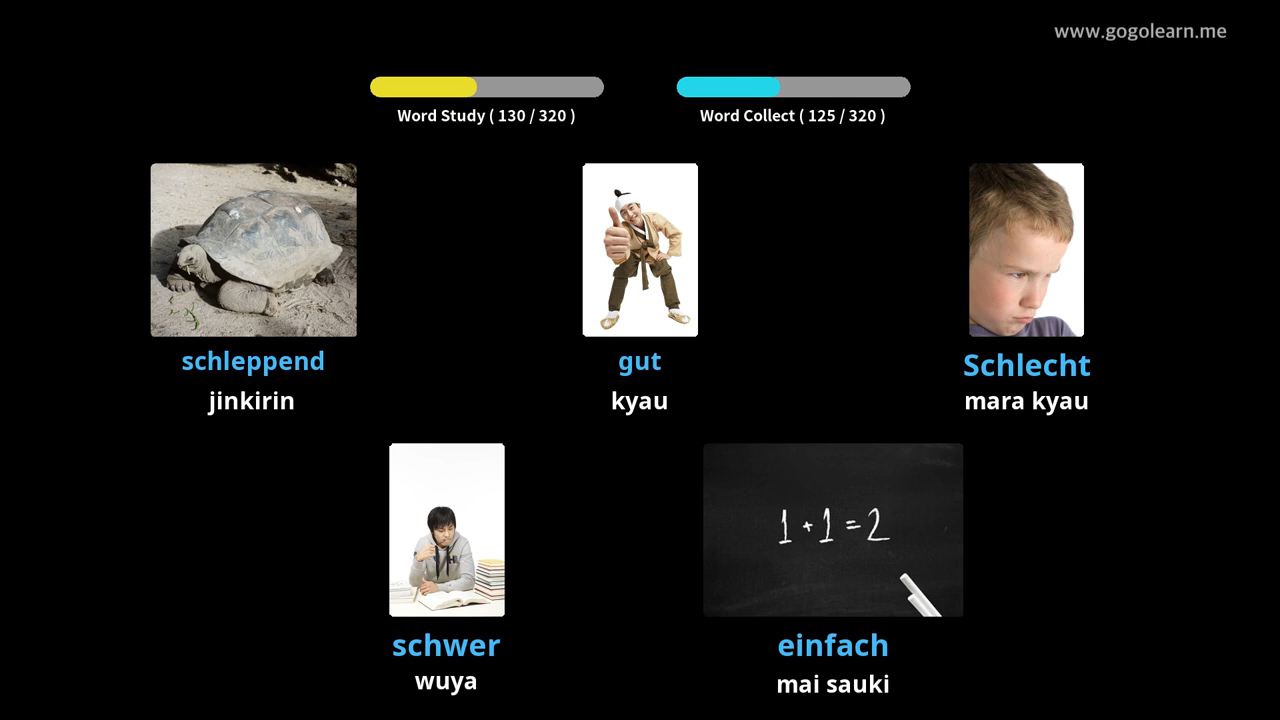 www.gogolearn.me
Word Study ( 130 / 320 )
Word Collect ( 125 / 320 )
schleppend
jinkirin
gut
kyau
Schlecht
mara kyau
1 + 1 = 2
schwer
wuya
einfach
mai sauki